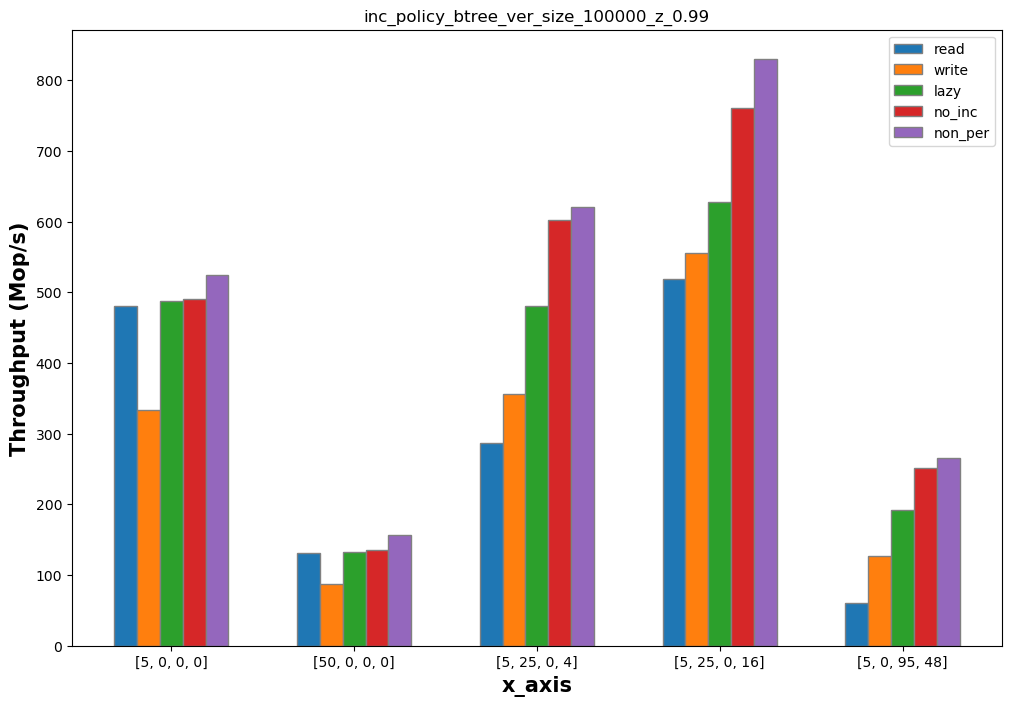 inc_policy_btree_ver_size_100000_z_0.99
read
write
lazy
no_inc
non_per
Throughput (Mop/s)
800
700
600
500
400
300
200
100
0
[5, 0, 0, 0]
[50, 0, 0, 0]
[5, 25, 0, 4]
[5, 25, 0, 16]
[5, 0, 95, 48]
x_axis